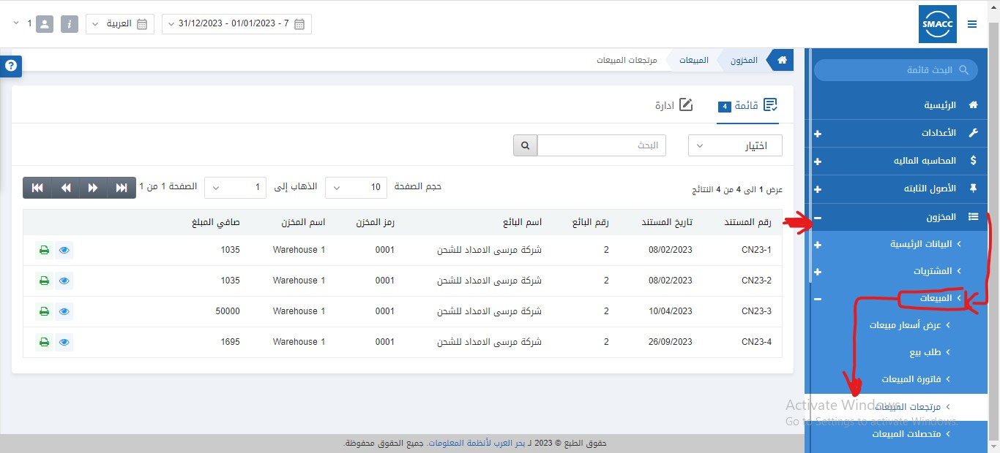 SMACC
7 - 01/01/2023 - 31/12/2023
العربية
i
1
?
المخزون
المبيعات
مرتجعات المبيعات
البحث قائمة
الرئيسية
الأعدادات
المحاسبه الماليه
الأصول الثابته
المخزون
البيانات الرئيسية
المشتريات
المبيعات
عرض أسعار مبيعات
طلب بيع
فاتورة المبيعات
مرتجعات المبيعات
متحصلات المبيعات
قائمة 4
ادارة
اختيار
البحث
عرض 1 الى 4 من 4 النتائج
حجم الصفحة 10 الذهاب إلى 1 الصفحة 1 من 1
رقم المستند تاريخ المستند رقم البائع اسم البائع رمز المخزن اسم المخزن صافي المبلغ
CN23-1 08/02/2023 2 شركة مرسى الامداد للشحن 0001 Warehouse 1 1035
CN23-2 08/02/2023 2 شركة مرسى الامداد للشحن 0001 Warehouse 1 1035
CN23-3 10/04/2023 2 شركة مرسى الامداد للشحن 0001 Warehouse 1 50000
CN23-4 26/09/2023 2 شركة مرسى الامداد للشحن 0001 Warehouse 1 1695
Activate Windows
Go to Settings to activate Windows.
حقوق الطبع © 2023 لـ بحر العرب لأنظمة المعلومات. جميع الحقوق محفوظة.